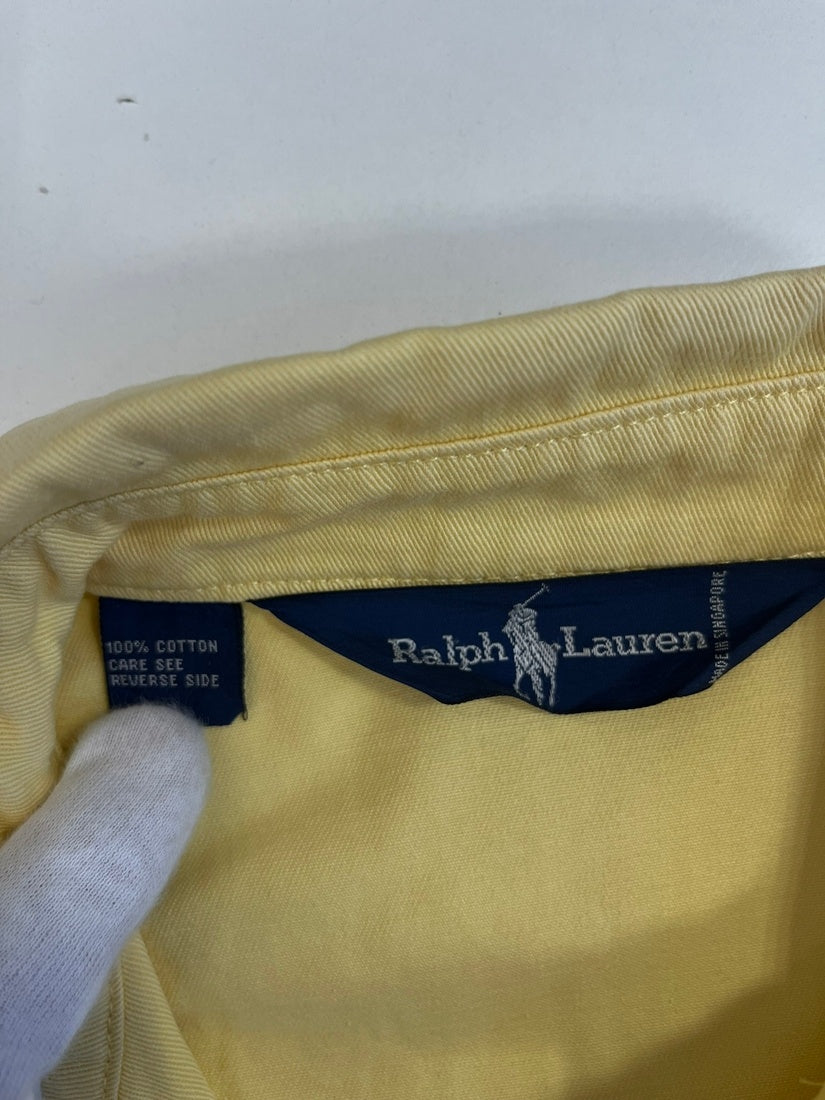 100% COTTON
CARE SEE
REVERSE SIDE
Ralph Lauren
MADE IN SINGAPORE